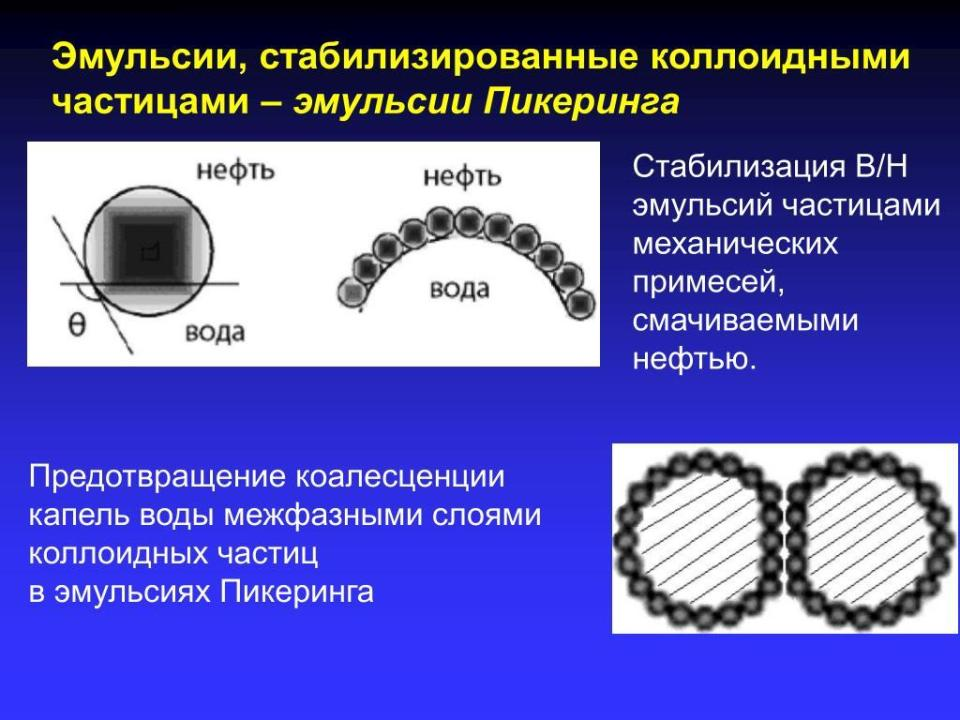 Эмульсии, стабилизированные коллоидными
частицами – эмульсии Пикеринга
нефть
θ
вода
нефть
вода
Стабилизация В/Н
эмульсий частицами
механических
примесей,
смачиваемыми
нефтью.
Предотвращение коалесценции
капель воды межфазными слоями
коллоидных частиц
в эмульсиях Пикеринга